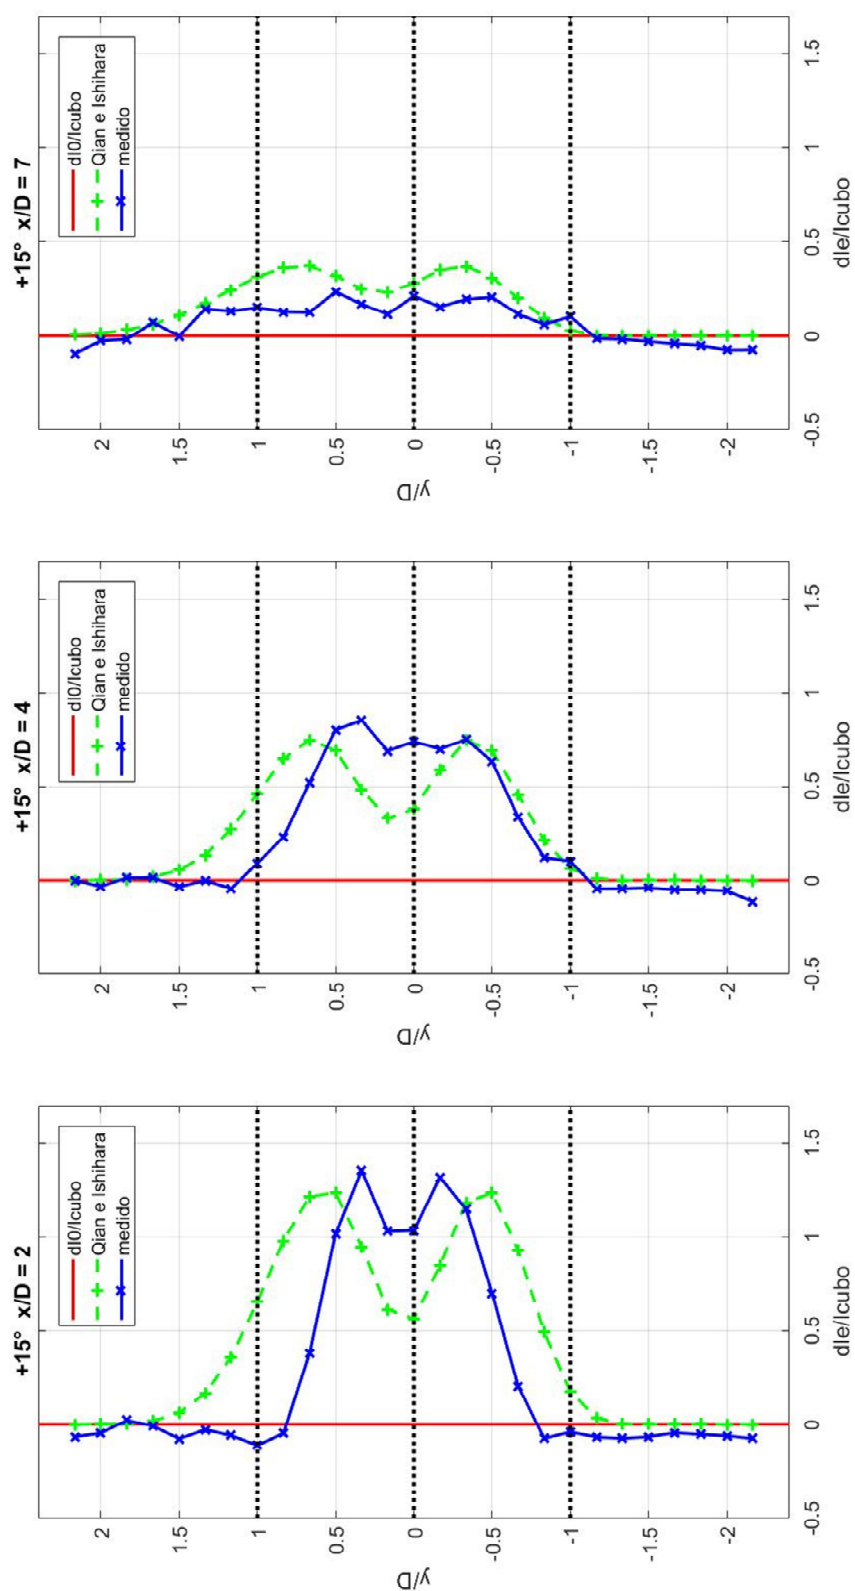 +15° x/D = 2
dI0/Icubo
Qian e Ishihara
medido
y/D
2
1.5
1
0.5
0
-0.5
-1
-1.5
-2
-0.5
0
0.5
1
1.5
dIe/Icubo
+15° x/D = 4
dI0/Icubo
Qian e Ishihara
medido
y/D
2
1.5
1
0.5
0
-0.5
-1
-1.5
-2
-0.5
0
0.5
1
1.5
dIe/Icubo
+15° x/D = 7
dI0/Icubo
Qian e Ishihara
medido
y/D
2
1.5
1
0.5
0
-0.5
-1
-1.5
-2
-0.5
0
0.5
1
1.5
dIe/Icubo